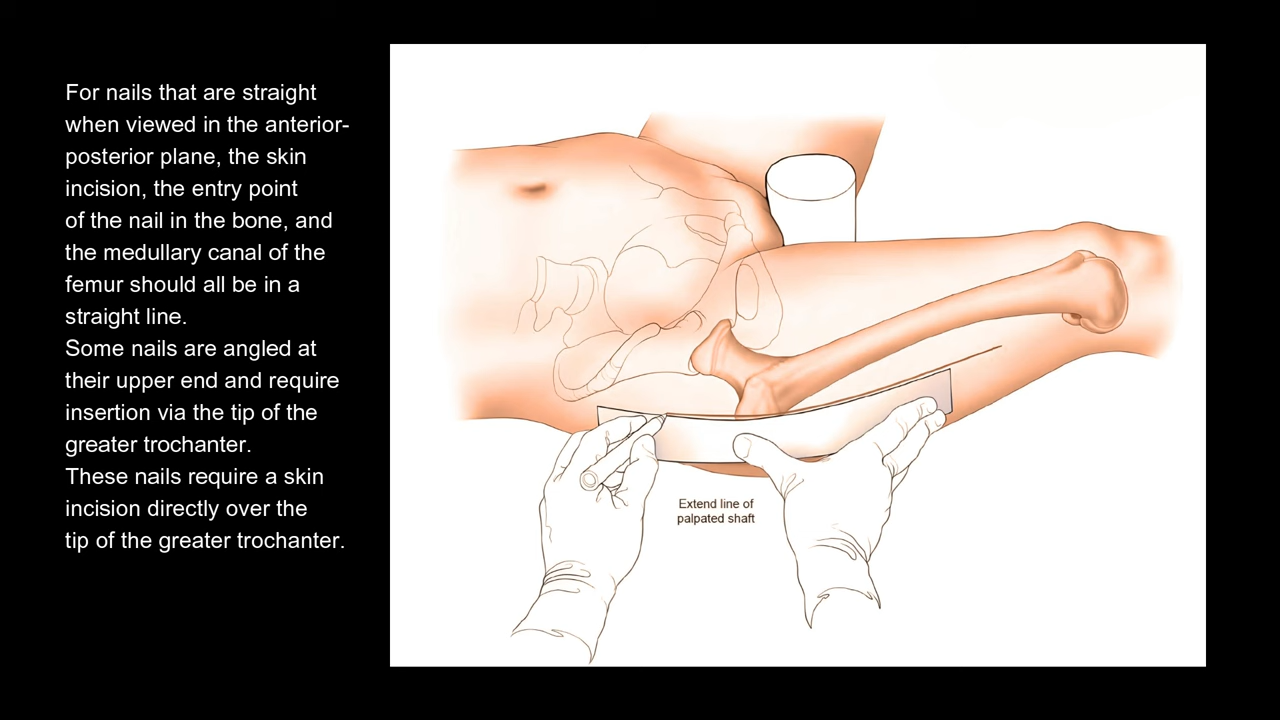 For nails that are straight
when viewed in the anterior-
posterior plane, the skin
incision, the entry point
of the nail in the bone, and
the medullary canal of the
femur should all be in a
straight line.
Some nails are angled at
their upper end and require
insertion via the tip of the
greater trochanter.
These nails require a skin
incision directly over the
tip of the greater trochanter.
Extend line of
palpated shaft